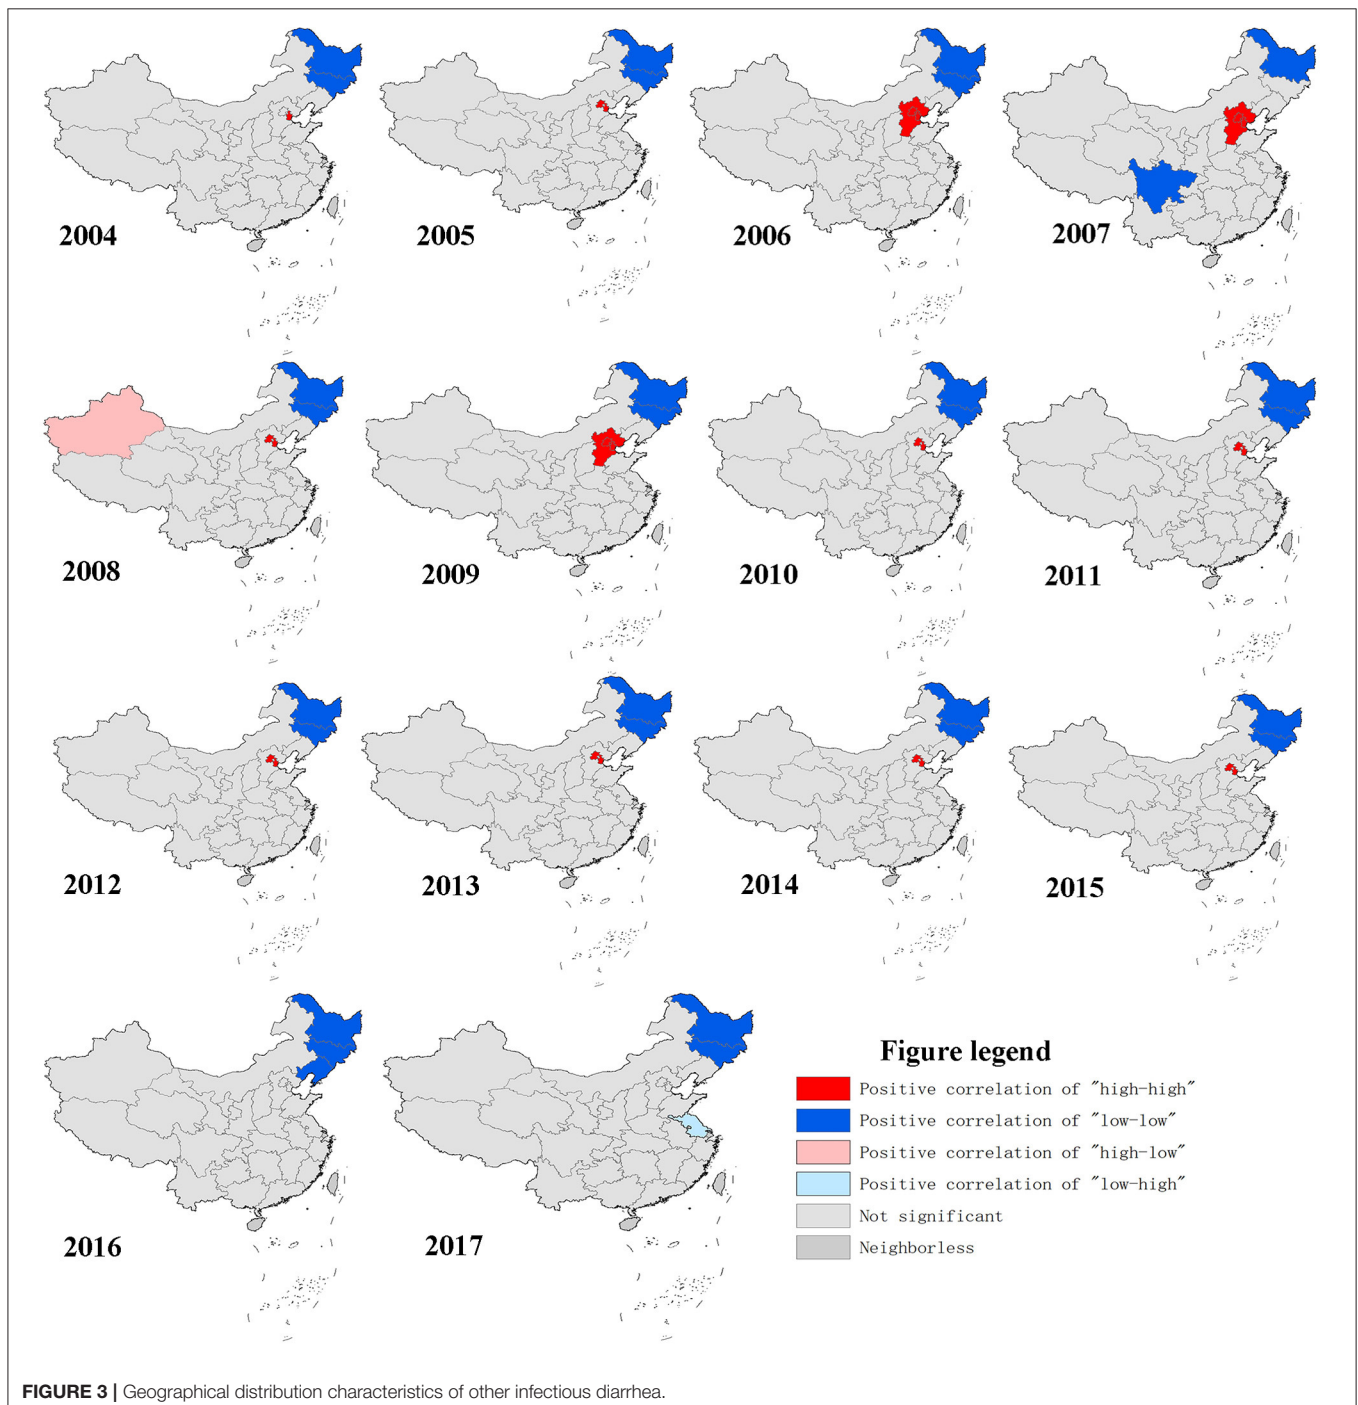 2004
2005
2006
2007
2008
2009
2010
2011
2012
2013
2014
2015
2016
2017
Figure legend
Positive correlation of "high-high"
Positive correlation of "low-low"
Positive correlation of "high-low"
Positive correlation of "low-high"
Not significant
Neighborless
FIGURE 3 | Geographical distribution characteristics of other infectious diarrhea.